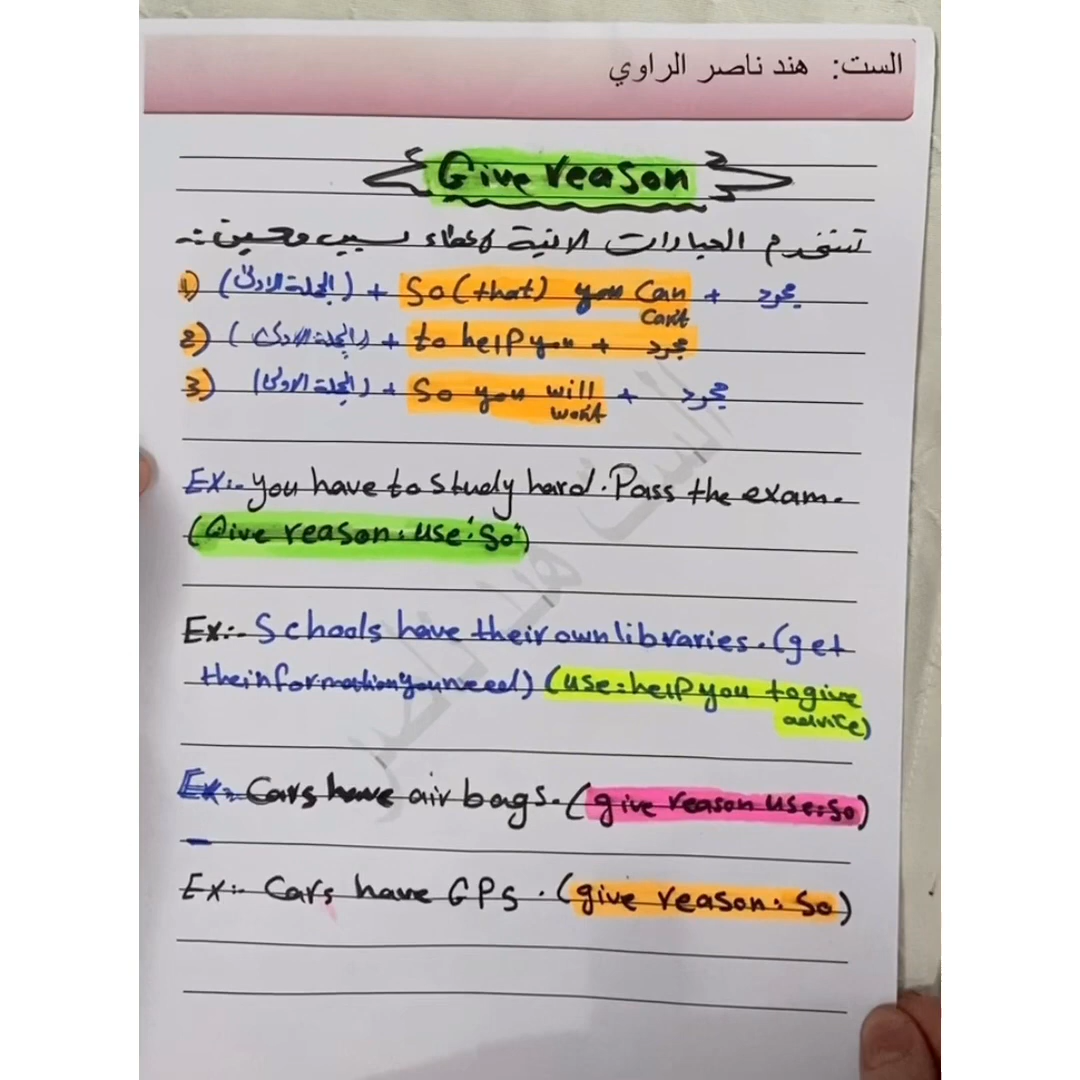 الست: هند ناصر الراوي
Give reason
تستخدم العبارات الاتية لاعطاء سبب معين :-
1) (الجملة الاولى) + So (that) you can + مجرد
can't
2) (الجملة الاولى) + to help you + مجرد
3) (الجملة الاولى) + So you will + مجرد
won't
Ex:- you have to study hard. Pass the exam.
(Give reason: use: "So")
Ex:- Schools have their own libraries. (get
the information you need) (use: help you to give
advice)
Ex:- Cars have air bags. (give reason use: So)
Ex:- Cars have GPS. (give reason: So)
الست هند الناصر